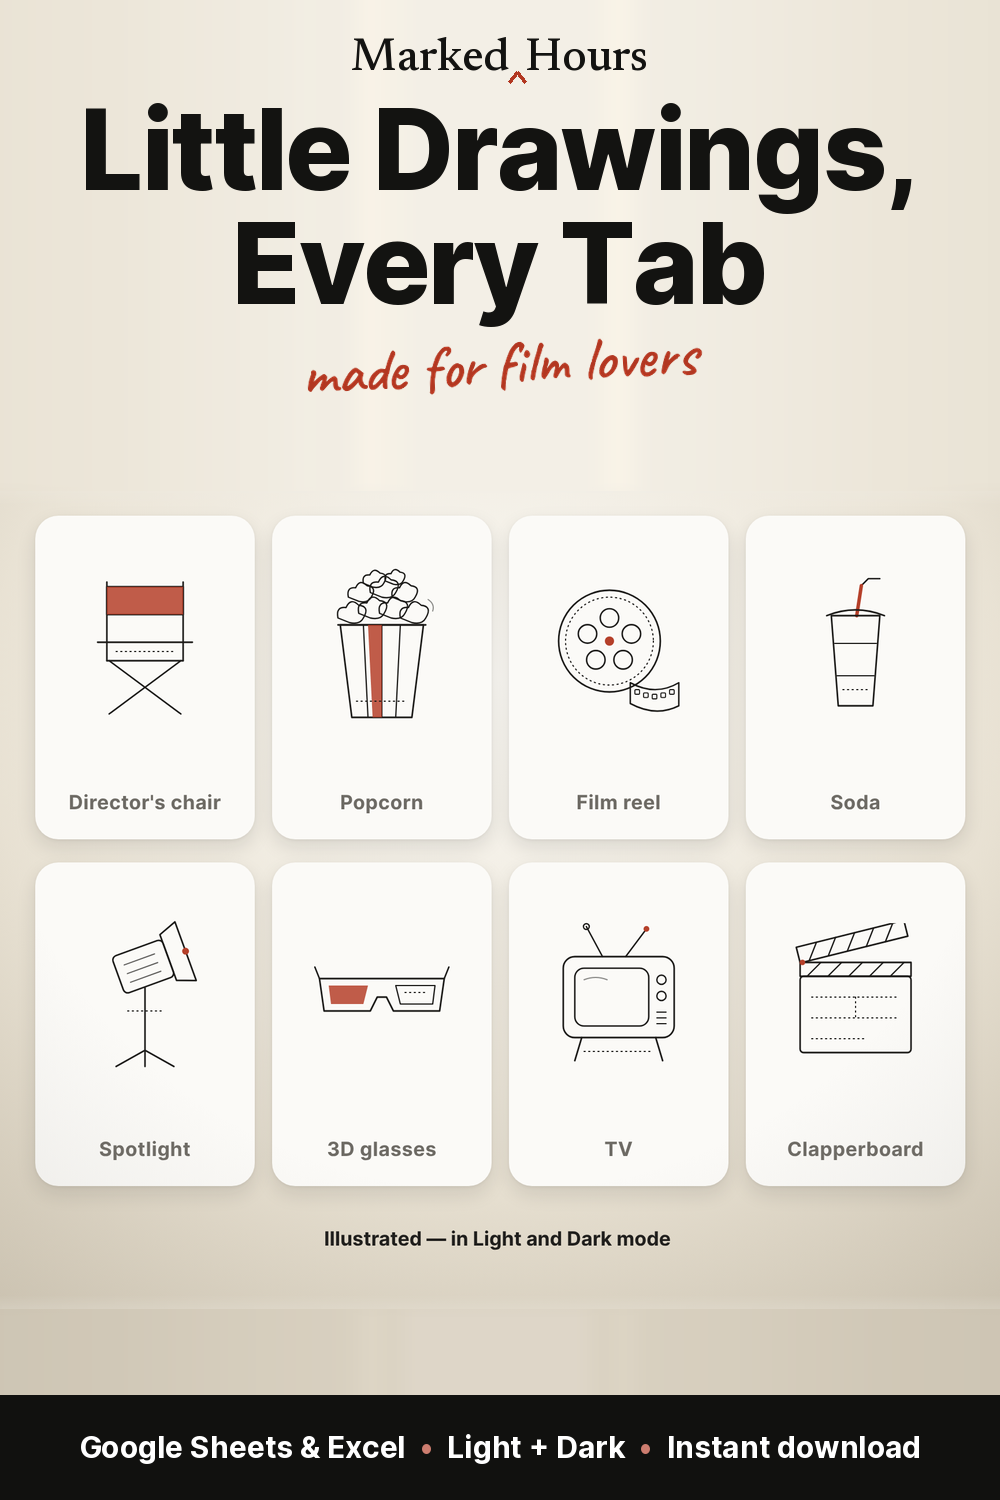 Marked Hours
Little Drawings,
Every Tab
made for film lovers
Director's chair
Popcorn
Film reel
Soda
Spotlight
3D glasses
TV
Clapperboard
Illustrated — in Light and Dark mode
Google Sheets & Excel • Light + Dark • Instant download